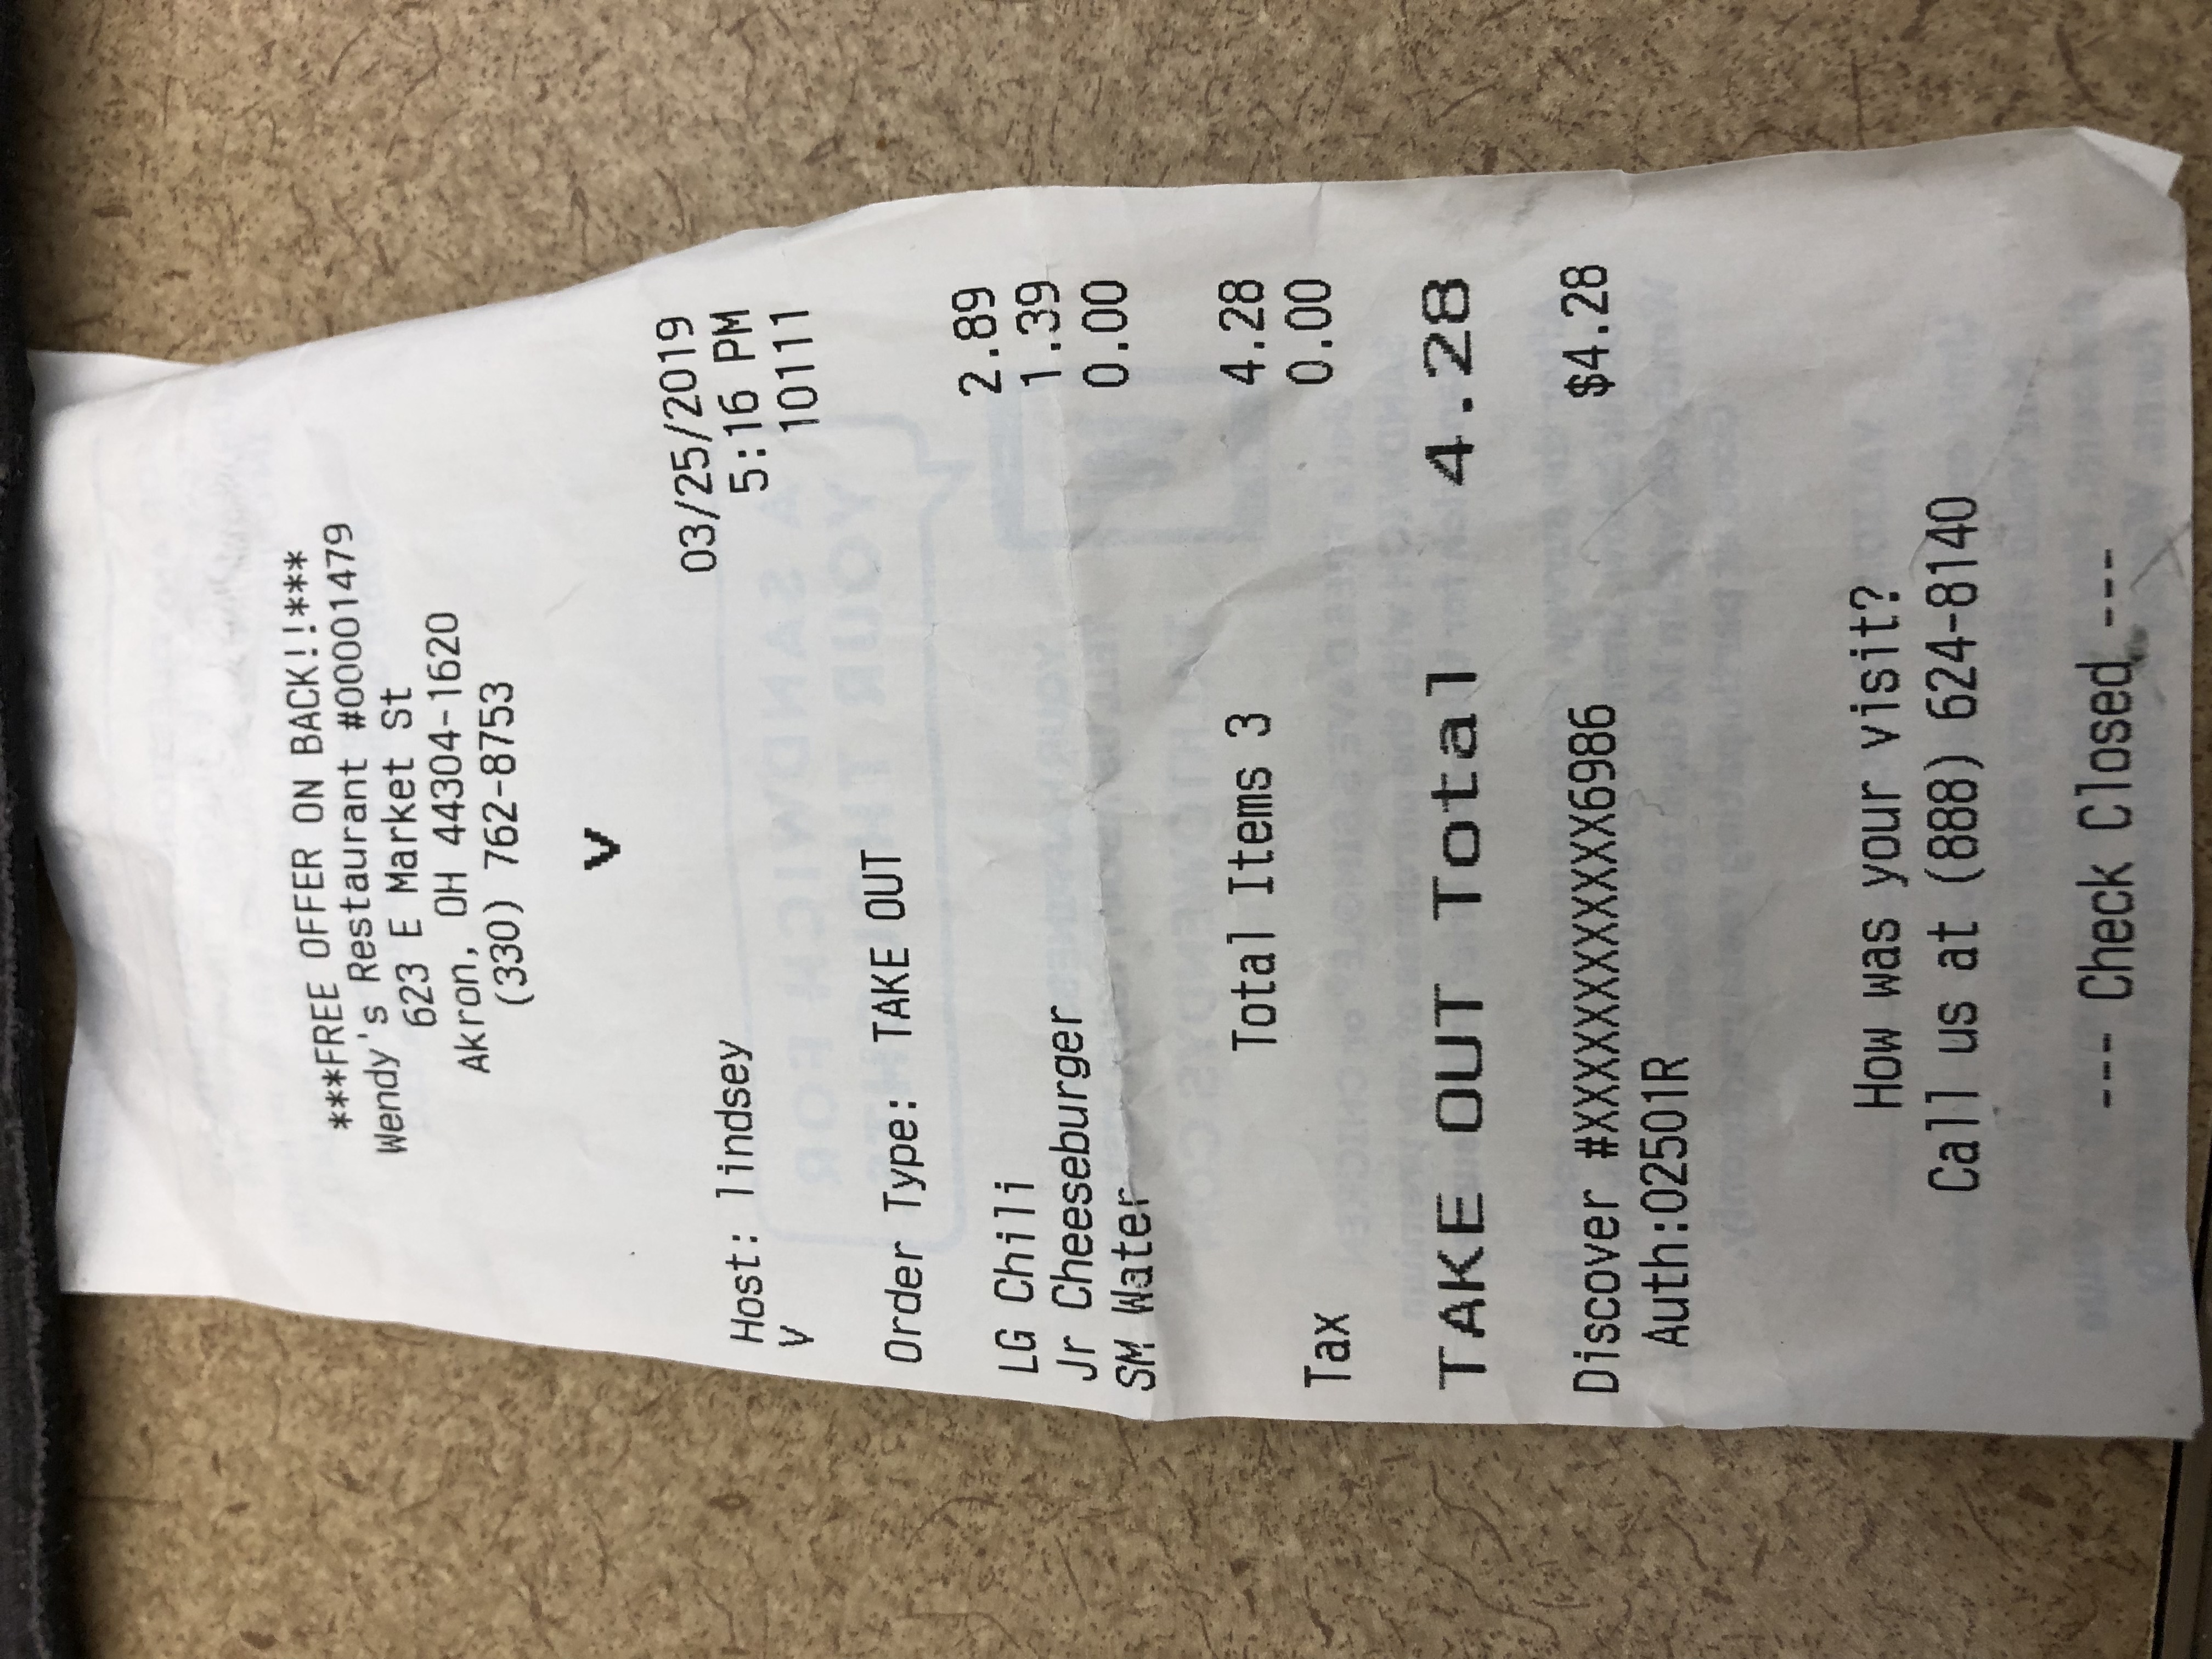 ***FREE OFFER ON BACK!!***
Wendy's Restaurant #00001479
623 E Market St
Akron, OH 44304-1620
(330) 762-8753
V
03/25/2019
Host: lindsey 5:16 PM
V 10111
Order Type: TAKE OUT
LG Chili 2.89
Jr Cheeseburger 1.39
SM Water 0.00
Total Items 3 4.28
Tax 0.00
TAKE OUT Total 4.28
Discover #XXXXXXXXXXXX6986 $4.28
Auth:02501R
How was your visit?
Call us at (888) 624-8140
--- Check Closed ---